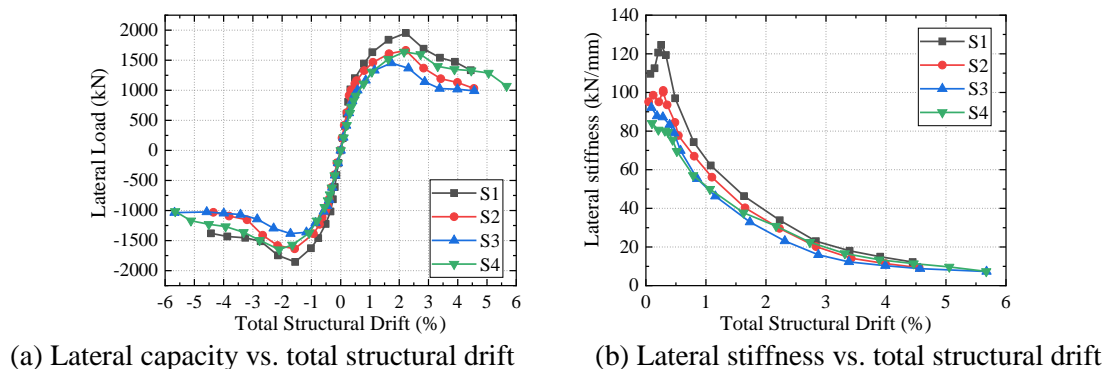 2000
1500
1000
500
0
-500
-1000
-1500
-2000
Lateral Load (kN)
S1
S2
S3
S4
-6 -5 -4 -3 -2 -1 0 1 2 3 4 5 6
Total Structural Drift (%)
(a) Lateral capacity vs. total structural drift
140
120
100
80
60
40
20
0
Lateral stiffness (kN/mm)
S1
S2
S3
S4
0 1 2 3 4 5 6
Total Structural Drift (%)
(b) Lateral stiffness vs. total structural drift